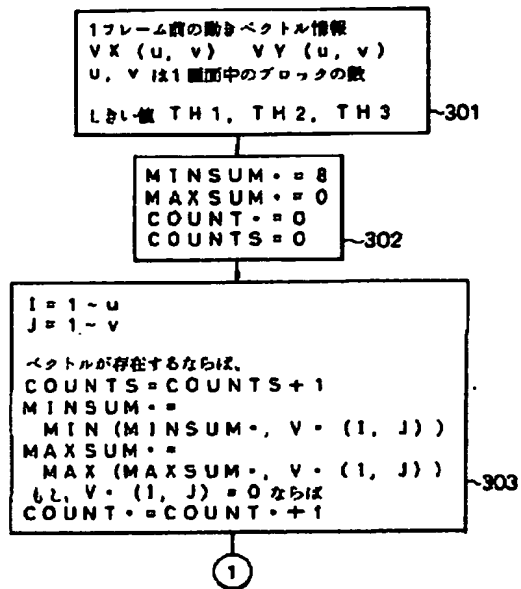 1フレーム前の動きベクトル情報
VX (u, v) VY (u, v)
u, v は1画面中のブロックの数
しきい値 TH1, TH2, TH3
301
MINSUM・= 8
MAXSUM・= 0
COUNT・=0
COUNTS=0
302
I = 1 ~ u
J = 1 ~ v
ベクトルが存在するならば、
COUNTS=COUNTS+1
MINSUM・=
MIN (MINSUM・, V・(I, J))
MAXSUM・=
MAX (MAXSUM・, V・(1, J))
もし、V・(I, J) = 0 ならば
COUNT・=COUNT・+1
303
1